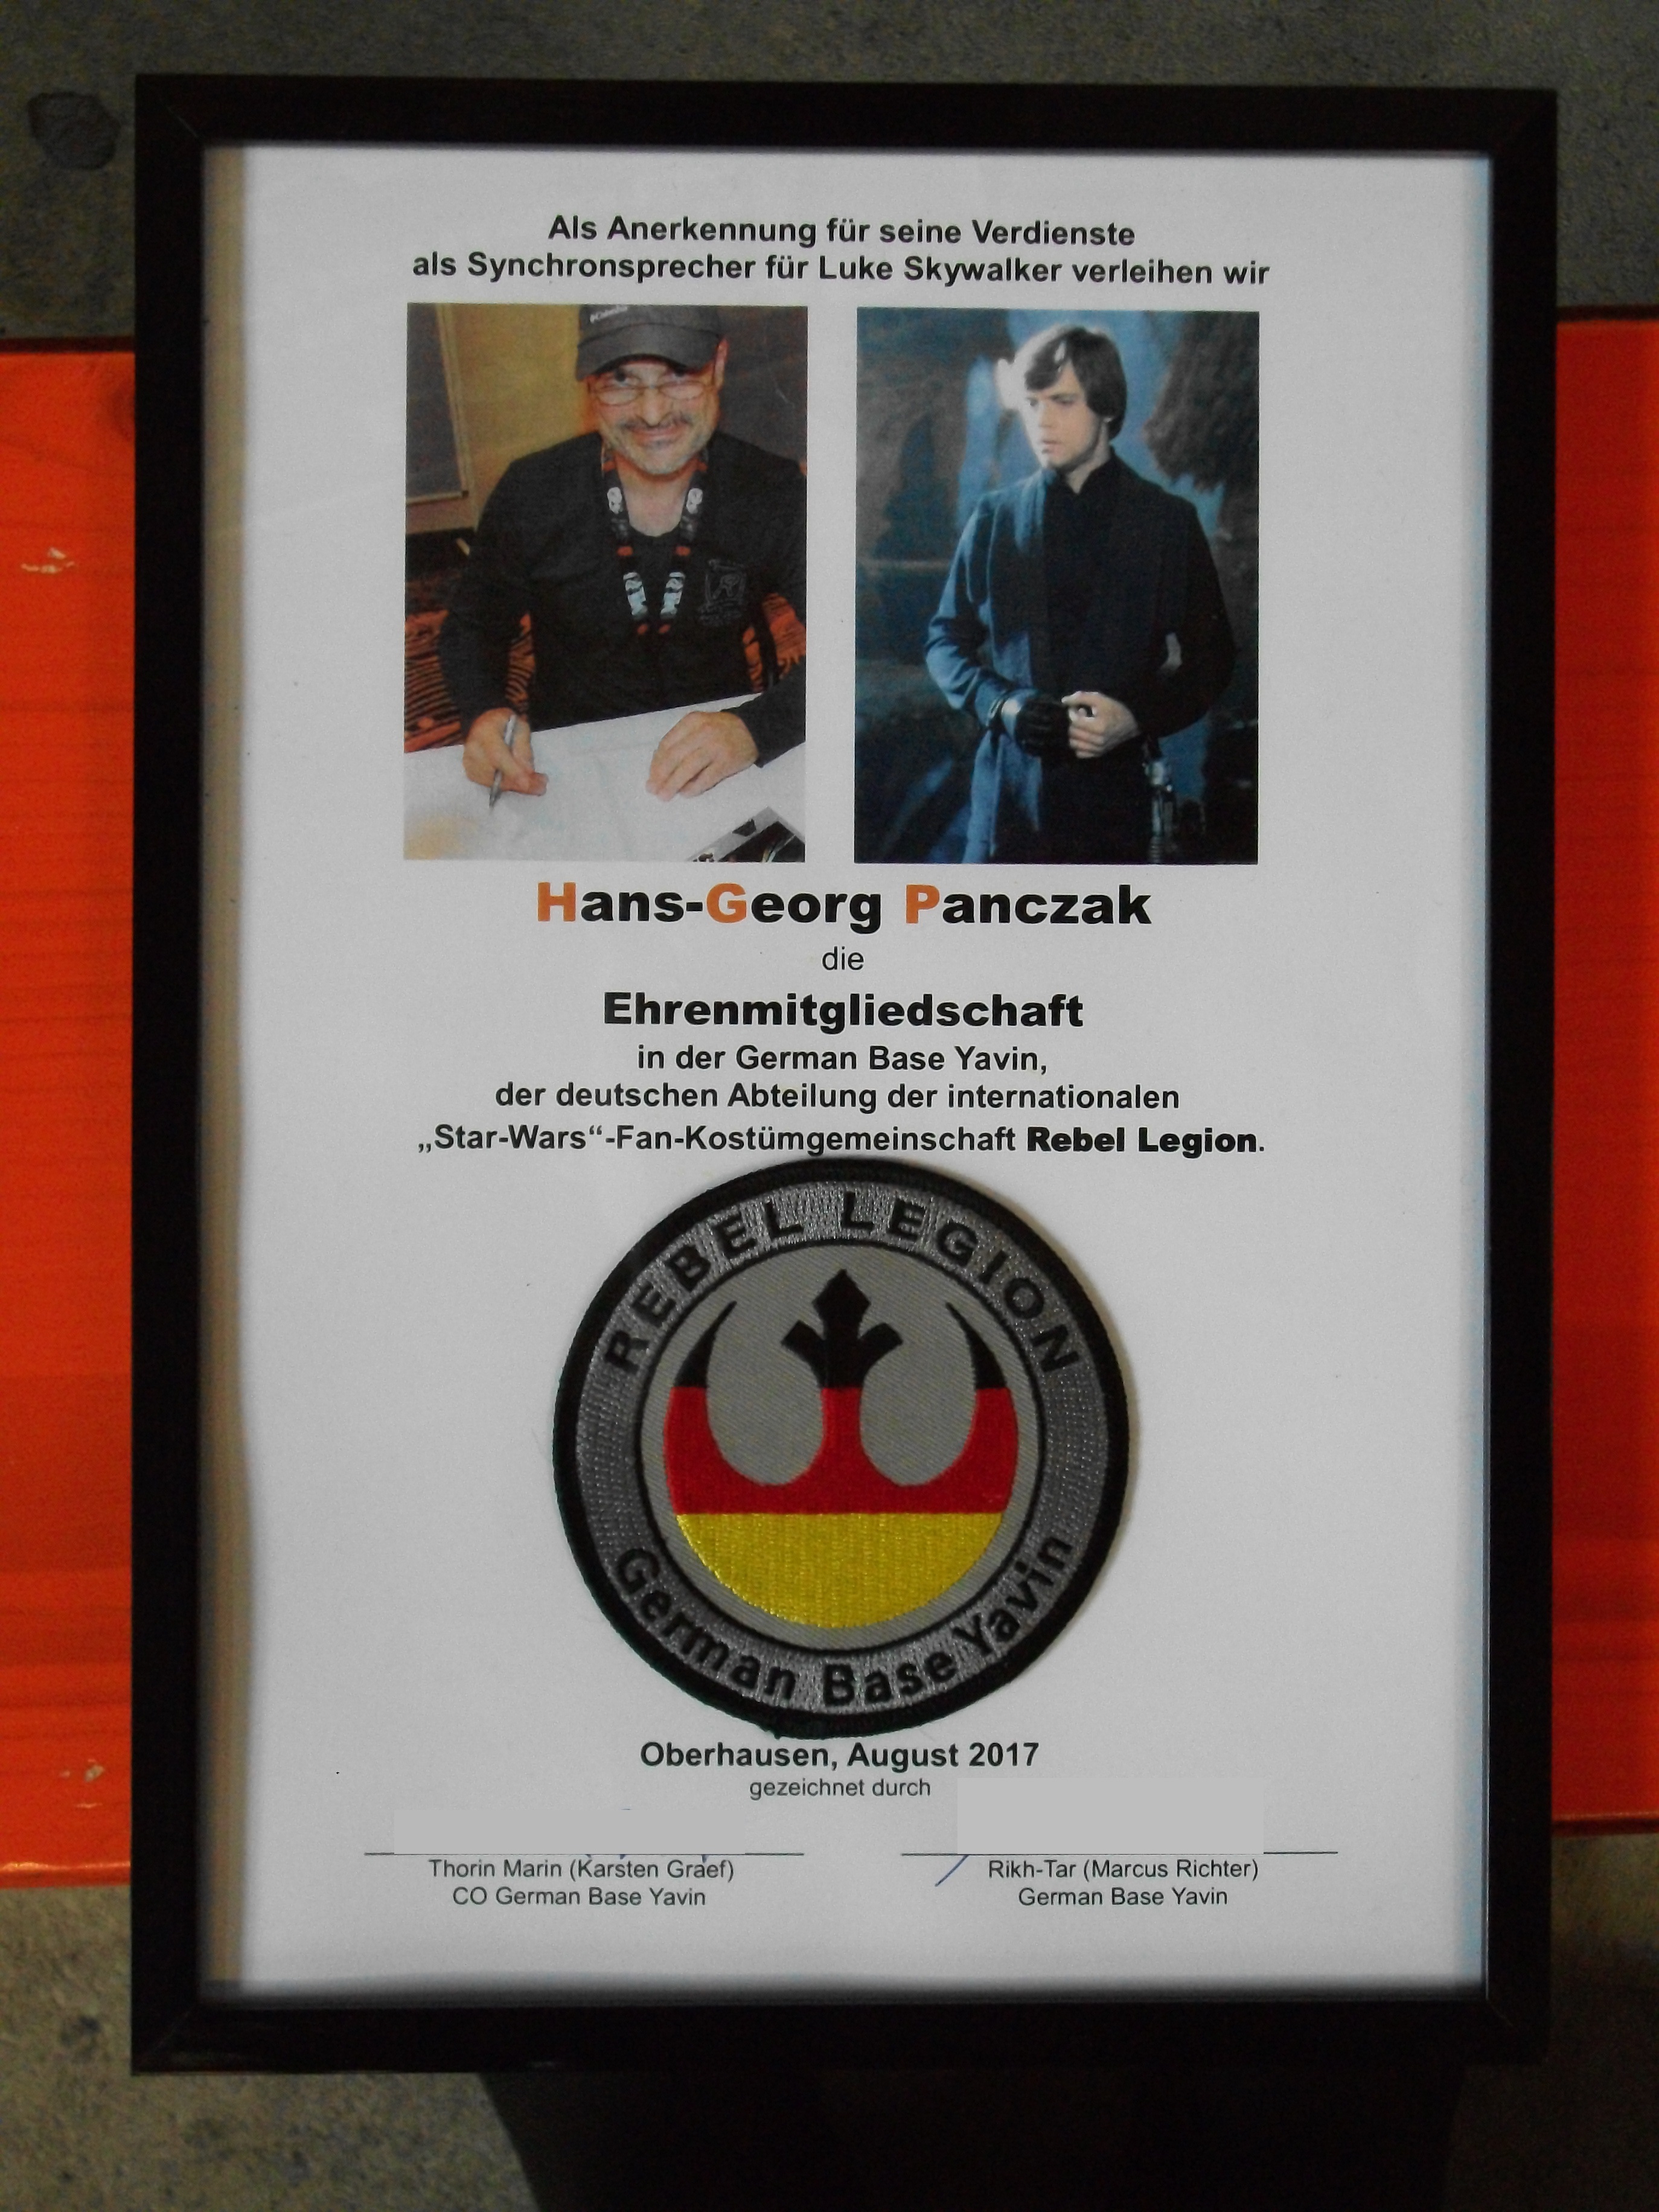 Als Anerkennung für seine Verdienste
als Synchronsprecher für Luke Skywalker verleihen wir
Columbia
Hans-Georg Panczak
die
Ehrenmitgliedschaft
in der German Base Yavin,
der deutschen Abteilung der internationalen
„Star-Wars“-Fan-Kostümgemeinschaft Rebel Legion.
REBEL LEGION
German Base Yavin
Oberhausen, August 2017
gezeichnet durch
Thorin Marin (Karsten Graef)
CO German Base Yavin
Rikh-Tar (Marcus Richter)
German Base Yavin